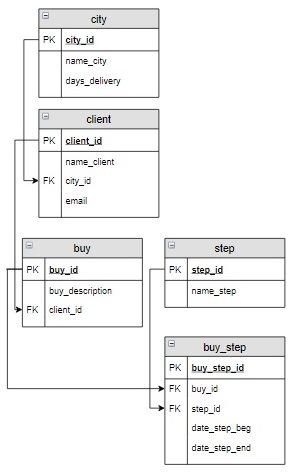 city
PK city_id
name_city
days_delivery
client
PK client_id
name_client
FK city_id
email
buy
PK buy_id
buy_description
FK client_id
step
PK step_id
name_step
buy_step
PK buy_step_id
FK buy_id
FK step_id
date_step_beg
date_step_end